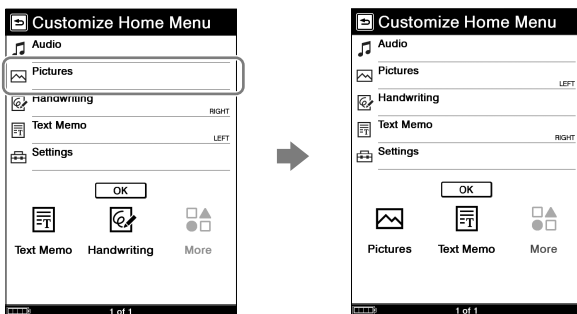 Customize Home Menu
Audio
Pictures
Handwriting
RIGHT
Text Memo
LEFT
Settings
OK
Text Memo Handwriting More
1 of 1
Customize Home Menu
Audio
Pictures
LEFT
Handwriting
Text Memo
RIGHT
Settings
OK
Pictures Text Memo More
1 of 1